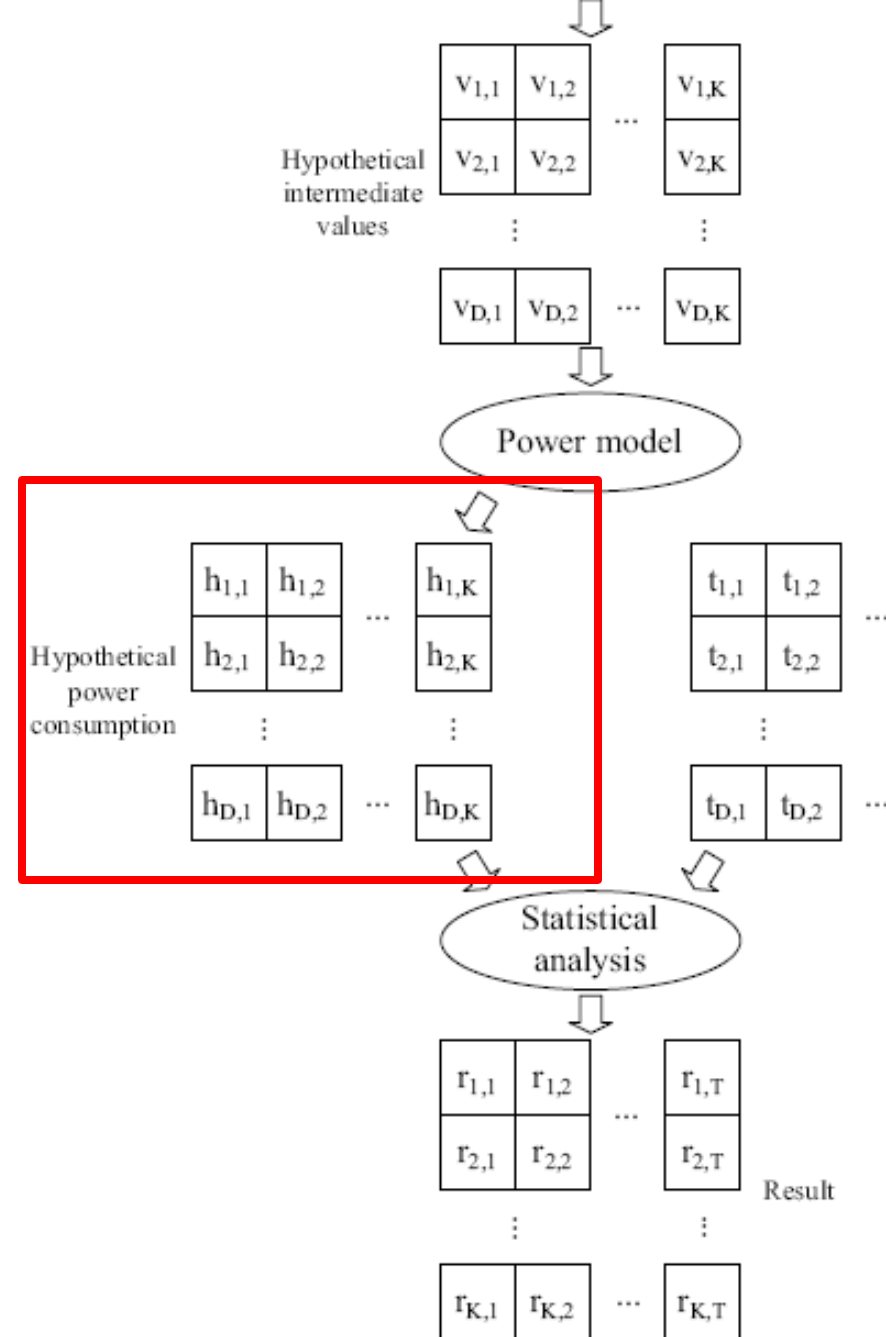 v1,1 v1,2 ... v1,K
Hypothetical
intermediate
values
v2,1 v2,2 v2,K
⋮ ⋮
vD,1 vD,2 ... vD,K
Power model
h1,1 h1,2 ... h1,K
h2,1 h2,2 h2,K
Hypothetical
power
consumption
⋮ ⋮
hD,1 hD,2 ... hD,K
t1,1 t1,2 ...
t2,1 t2,2
⋮
tD,1 tD,2 ...
Statistical
analysis
r1,1 r1,2 ... r1,T
r2,1 r2,2 r2,T
Result
⋮ ⋮
rK,1 rK,2 ... rK,T